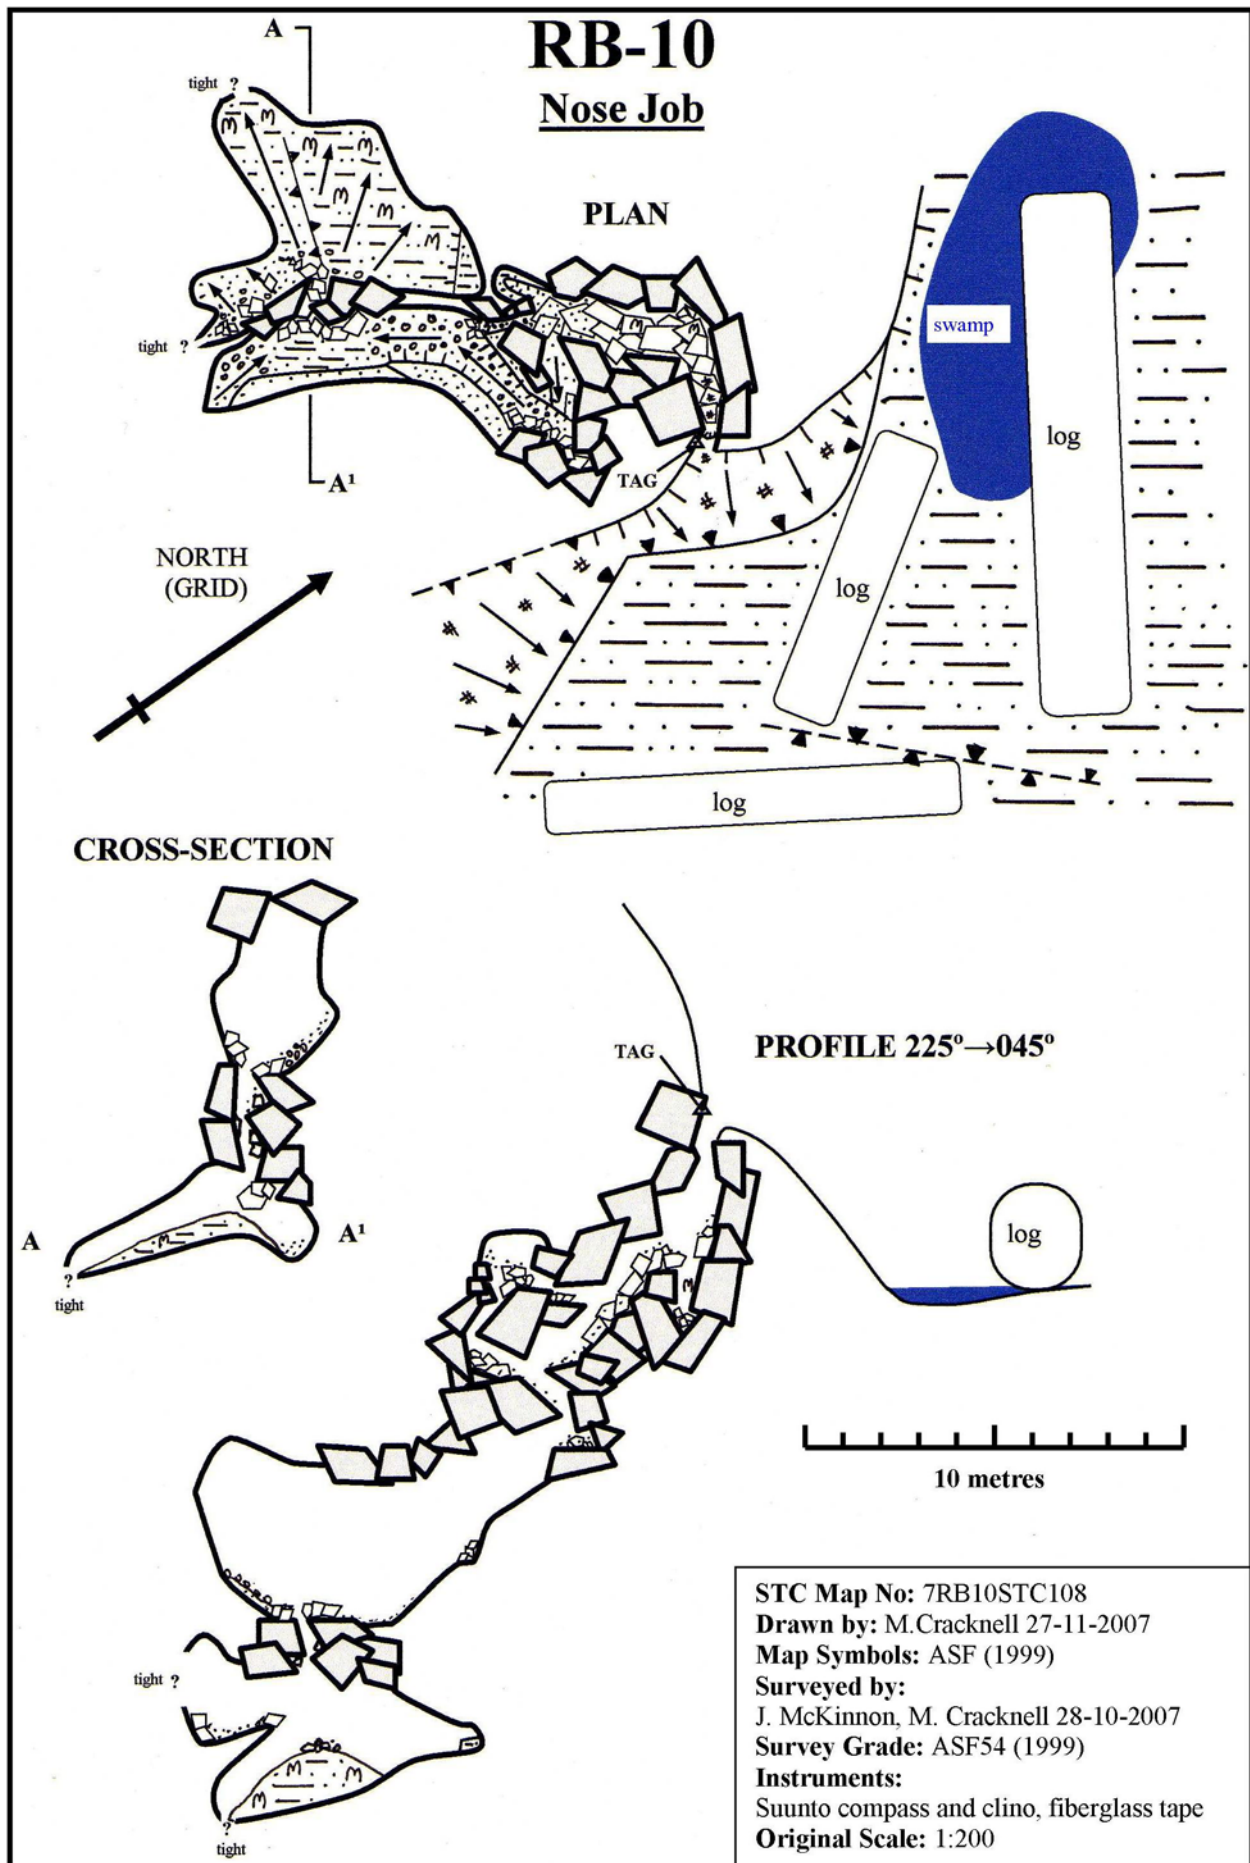 RB-10
Nose Job
A
tight ?
PLAN
swamp
log
tight ?
A¹
TAG
NORTH
(GRID)
log
log
CROSS-SECTION
TAG
PROFILE 225º→045º
A
A¹
log
?
tight
10 metres
tight ?
?
tight
STC Map No: 7RB10STC108
Drawn by: M.Cracknell 27-11-2007
Map Symbols: ASF (1999)
Surveyed by:
J. McKinnon, M. Cracknell 28-10-2007
Survey Grade: ASF54 (1999)
Instruments:
Suunto compass and clino, fiberglass tape
Original Scale: 1:200